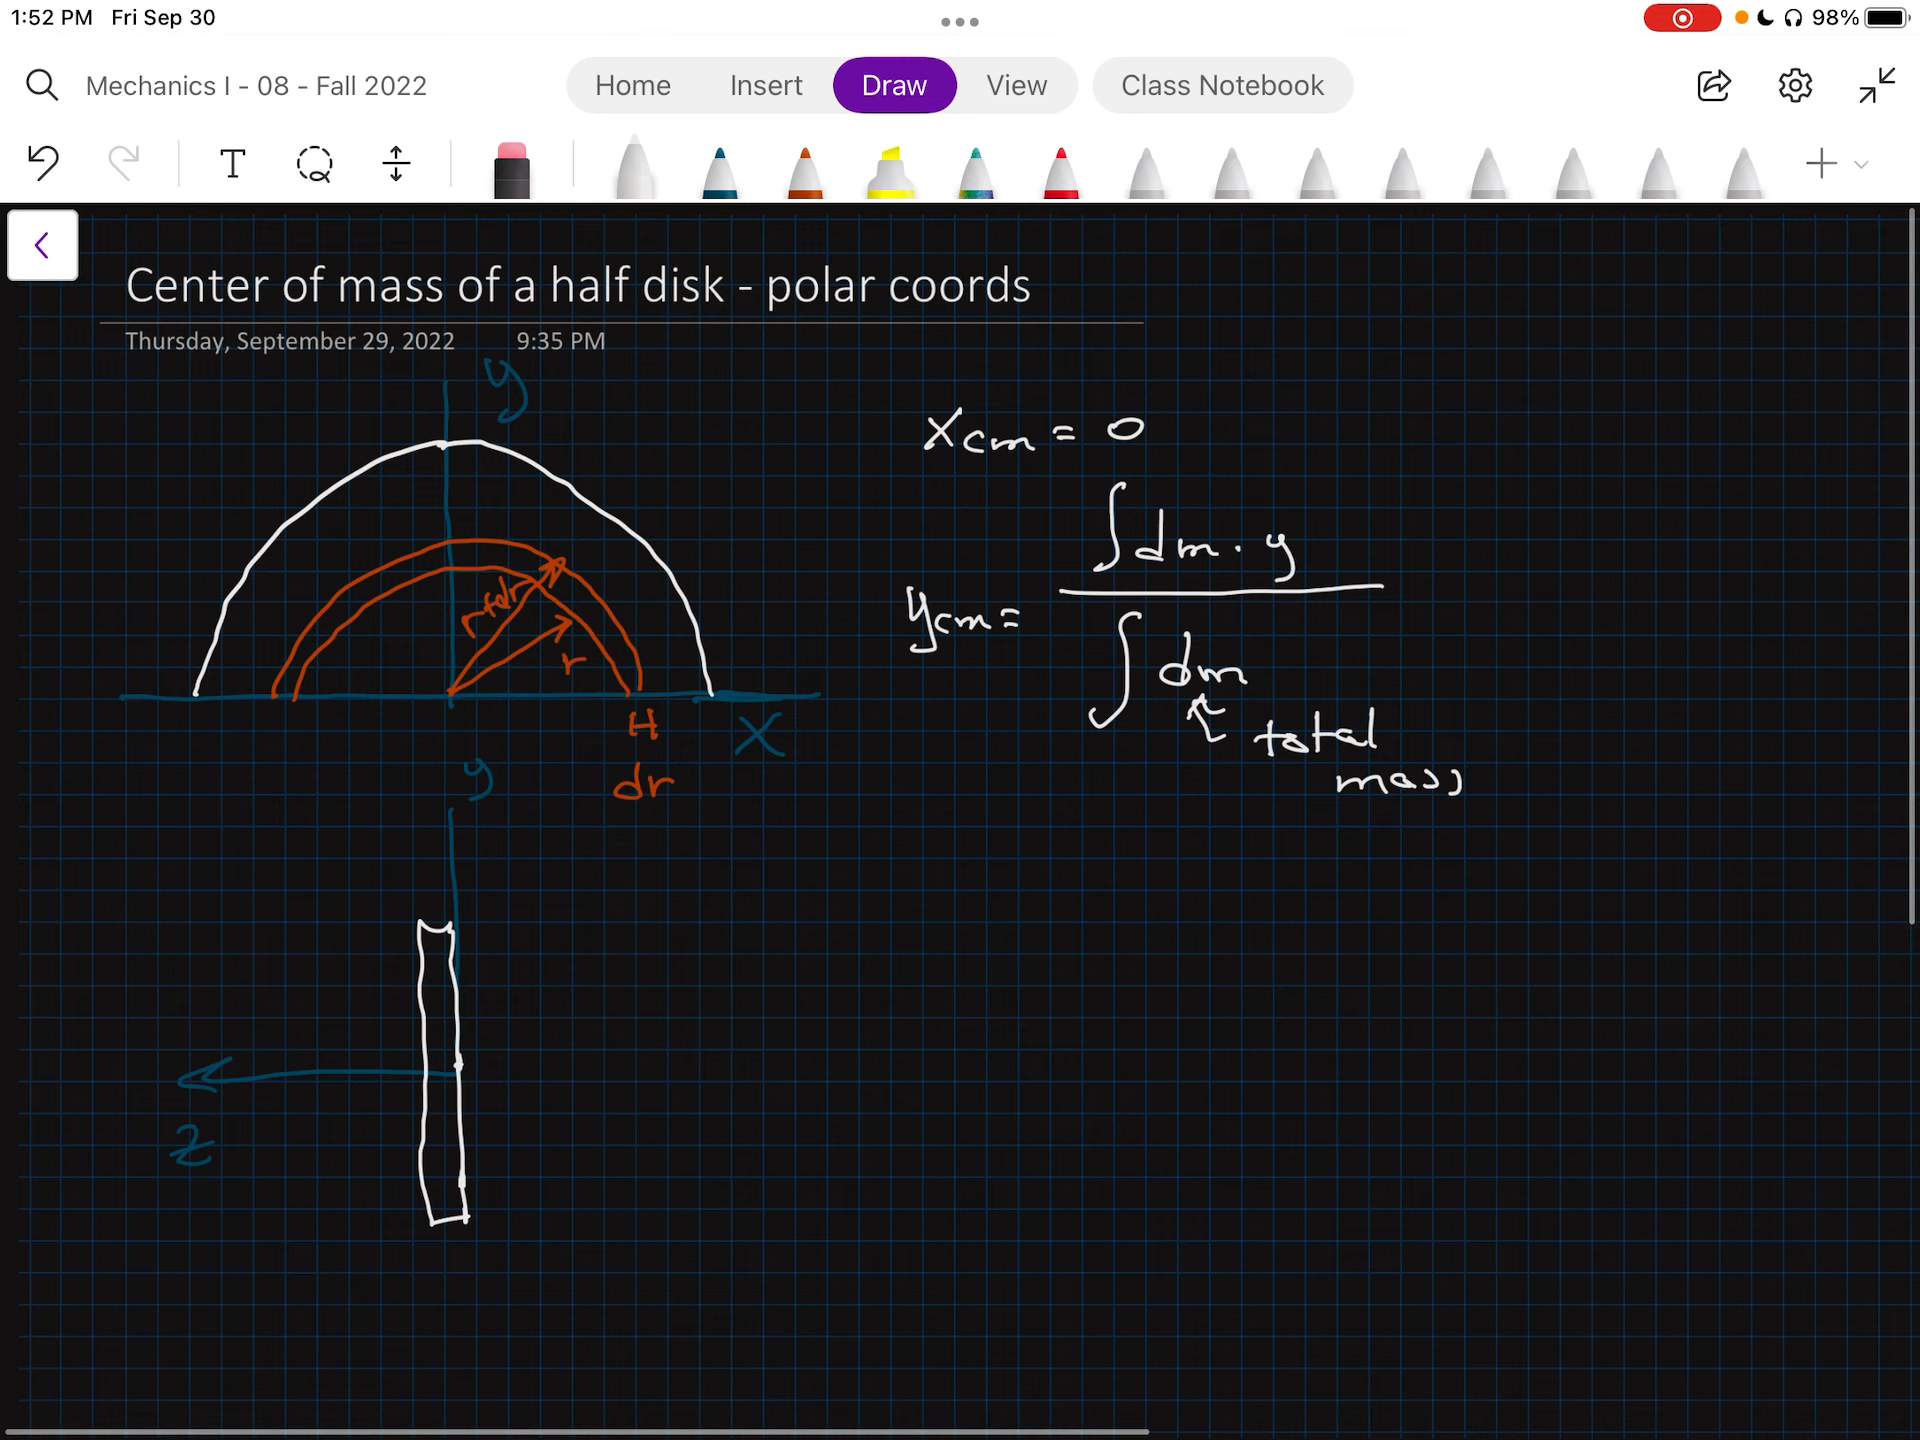 1:52 PM Fri Sep 30
98%
Mechanics I - 08 - Fall 2022
Home Insert Draw View Class Notebook
T
Center of mass of a half disk - polar coords
Thursday, September 29, 2022 9:35 PM
y
r+dr
r
H
dr
X
y
z
Xcm = 0
ycm = ∫dm · y
∫dm
total
mass